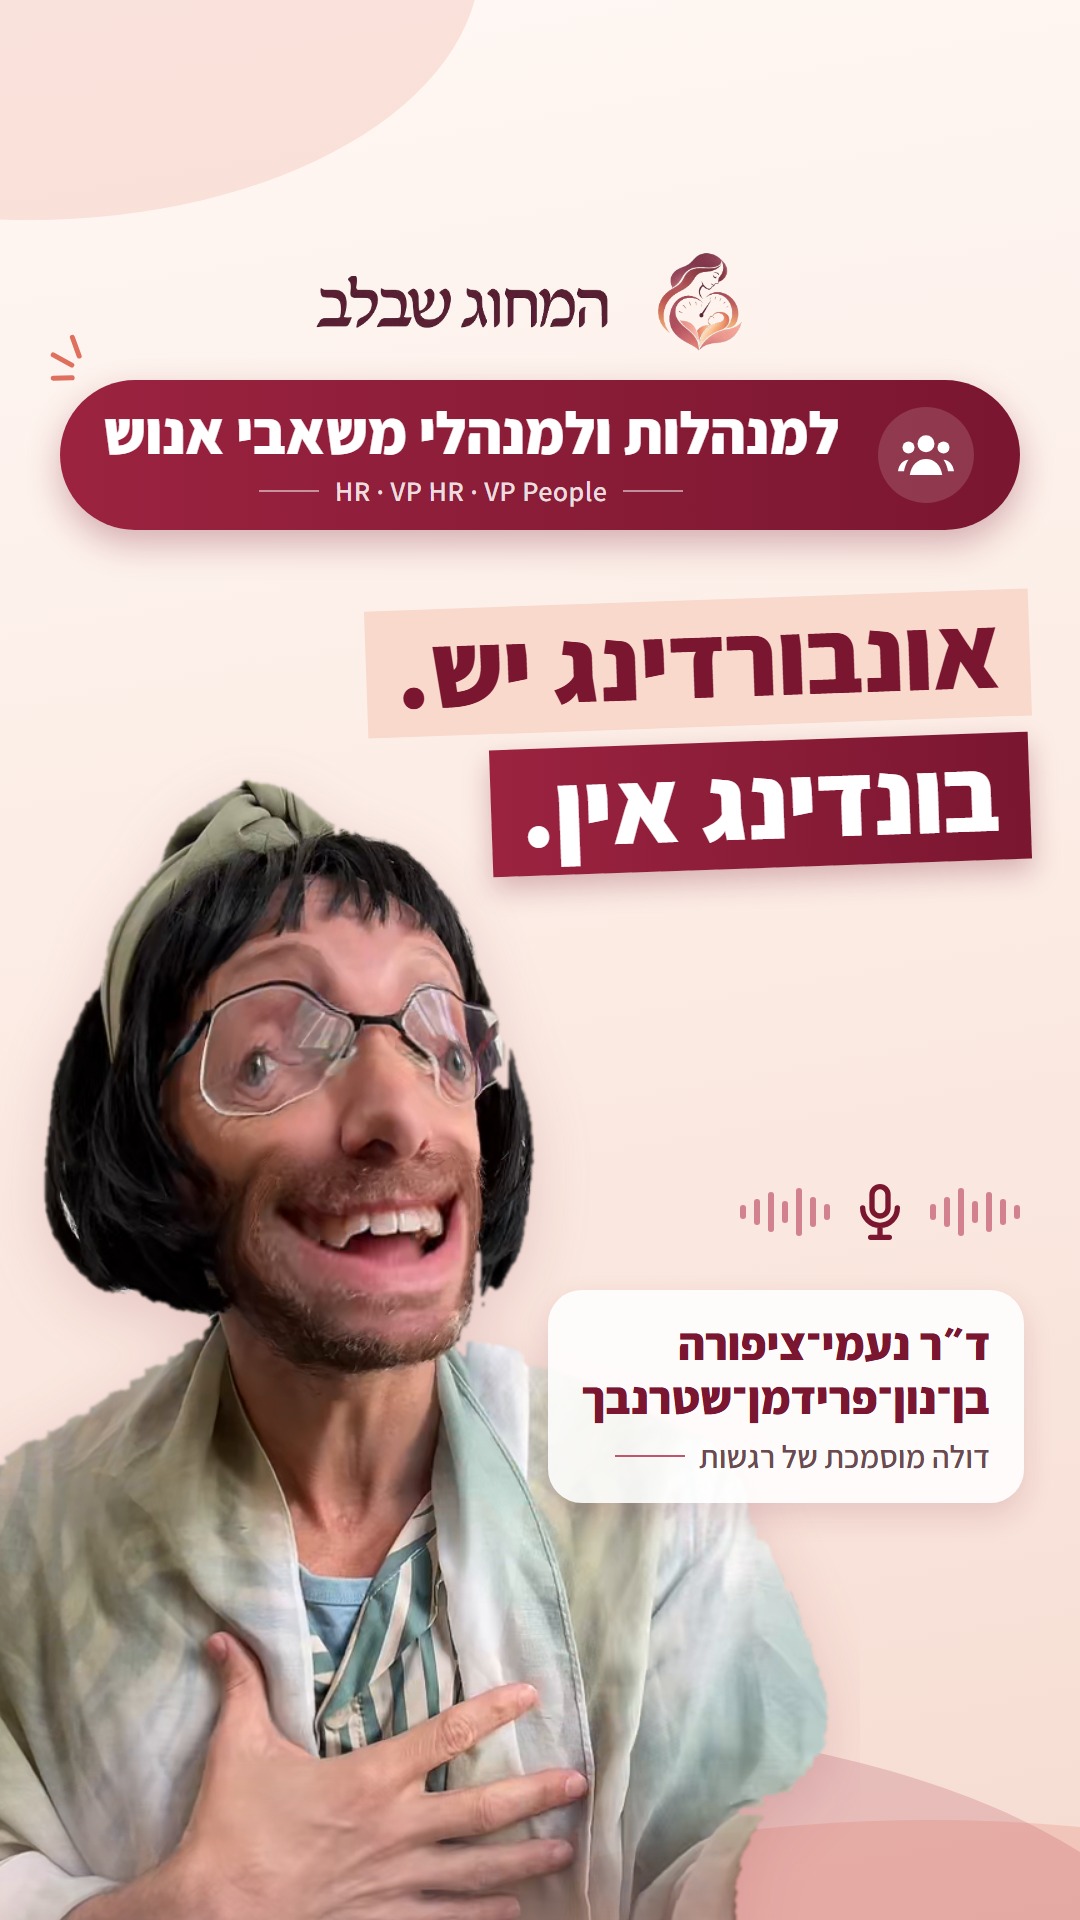 המחוג שבלב
למנהלות ולמנהלי משאבי אנוש
HR · VP HR · VP People
אונבורדינג יש.
בונדינג אין.
ד״ר נעמי־ציפורה
בן־נון־פרידמן־שטרנבך
דולה מוסמכת של רגשות